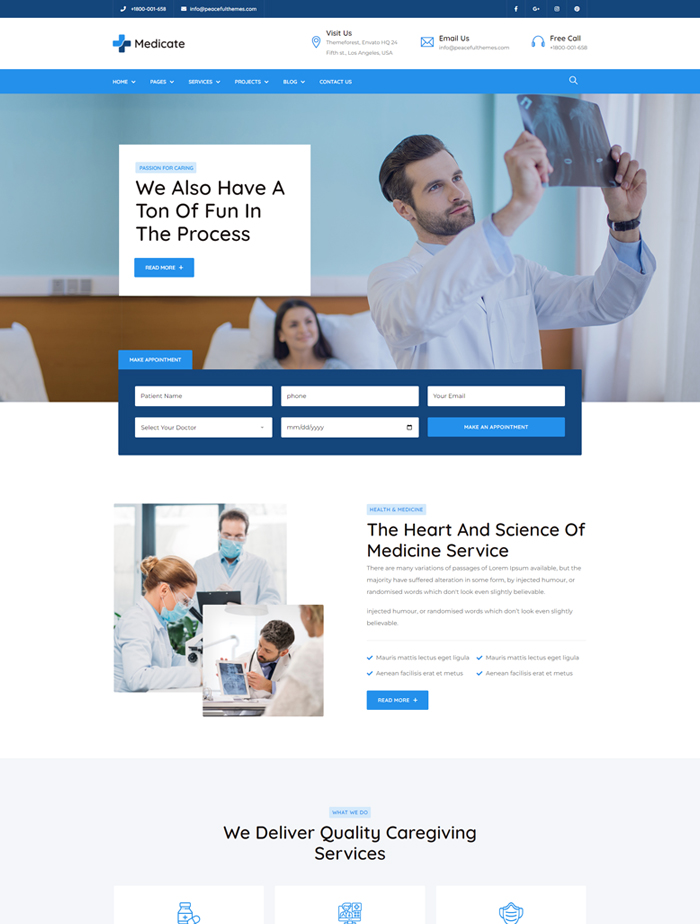 +1800-001-658 info@peacefulthemes.com
Medicate
Visit Us
Themeforest, Envato HQ 24
Fifth st., Los Angeles, USA
Email Us
info@peacefulthemes.com
Free Call
+1800-001-658
HOME PAGES SERVICES PROJECTS BLOG CONTACT US
PASSION FOR CARING
We Also Have A
Ton Of Fun In
The Process
READ MORE +
MAKE APPOINTMENT
Patient Name phone Your Email
Select Your Doctor mm/dd/yyyy MAKE AN APPOINTMENT
HEALTH & MEDICINE
The Heart And Science Of
Medicine Service
There are many variations of passages of Lorem Ipsum available, but the
majority have suffered alteration in some form, by injected humour, or
randomised words which don't look even slightly believable.
injected humour, or randomised words which don't look even slightly
believable.
Mauris mattis lectus eget ligula Mauris mattis lectus eget ligula
Aenean facilisis erat et metus Aenean facilisis erat et metus
READ MORE +
WHAT WE DO
We Deliver Quality Caregiving
Services